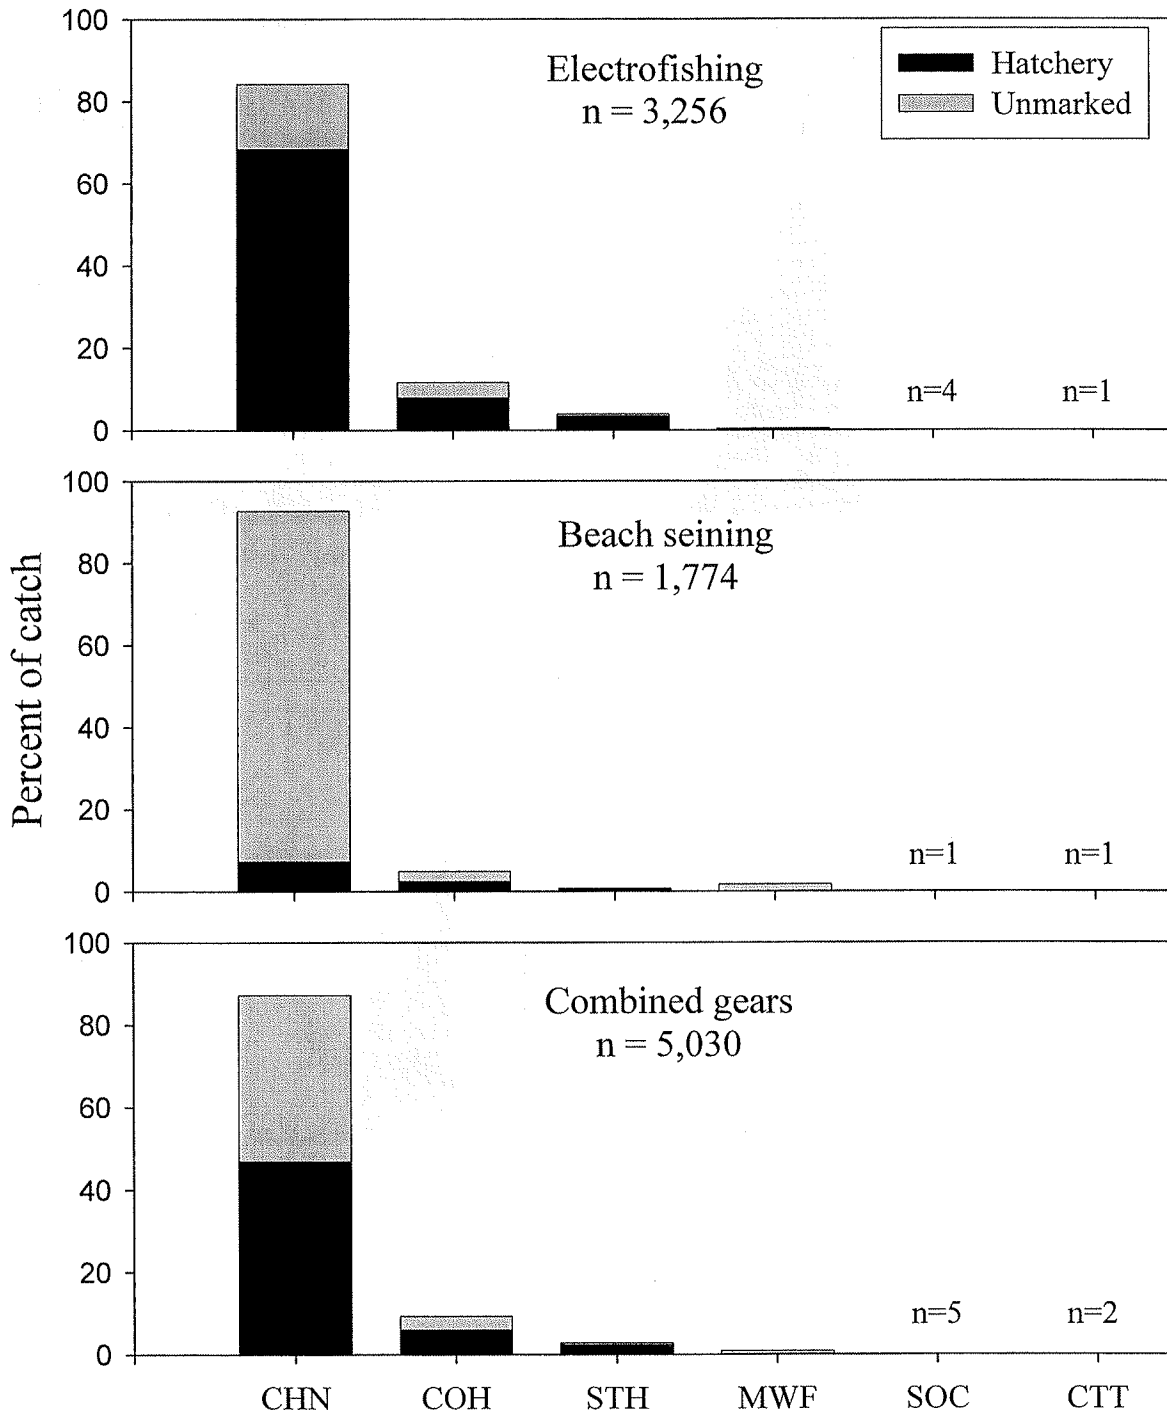 Percent of catch
100
80
60
40
20
0
Electrofishing
n = 3,256
Hatchery
Unmarked
n=4
n=1
100
80
60
40
20
0
Beach seining
n = 1,774
n=1
n=1
100
80
60
40
20
0
Combined gears
n = 5,030
n=5
n=2
CHN COH STH MWF SOC CTT